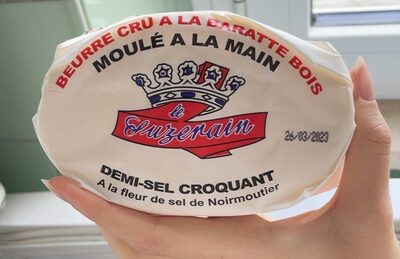 BEURRE CRU A LA BARATTE BOIS
MOULÉ A LA MAIN
le
Suzerain
26/03/2023
DEMI-SEL CROQUANT
A la fleur de sel de Noirmoutier